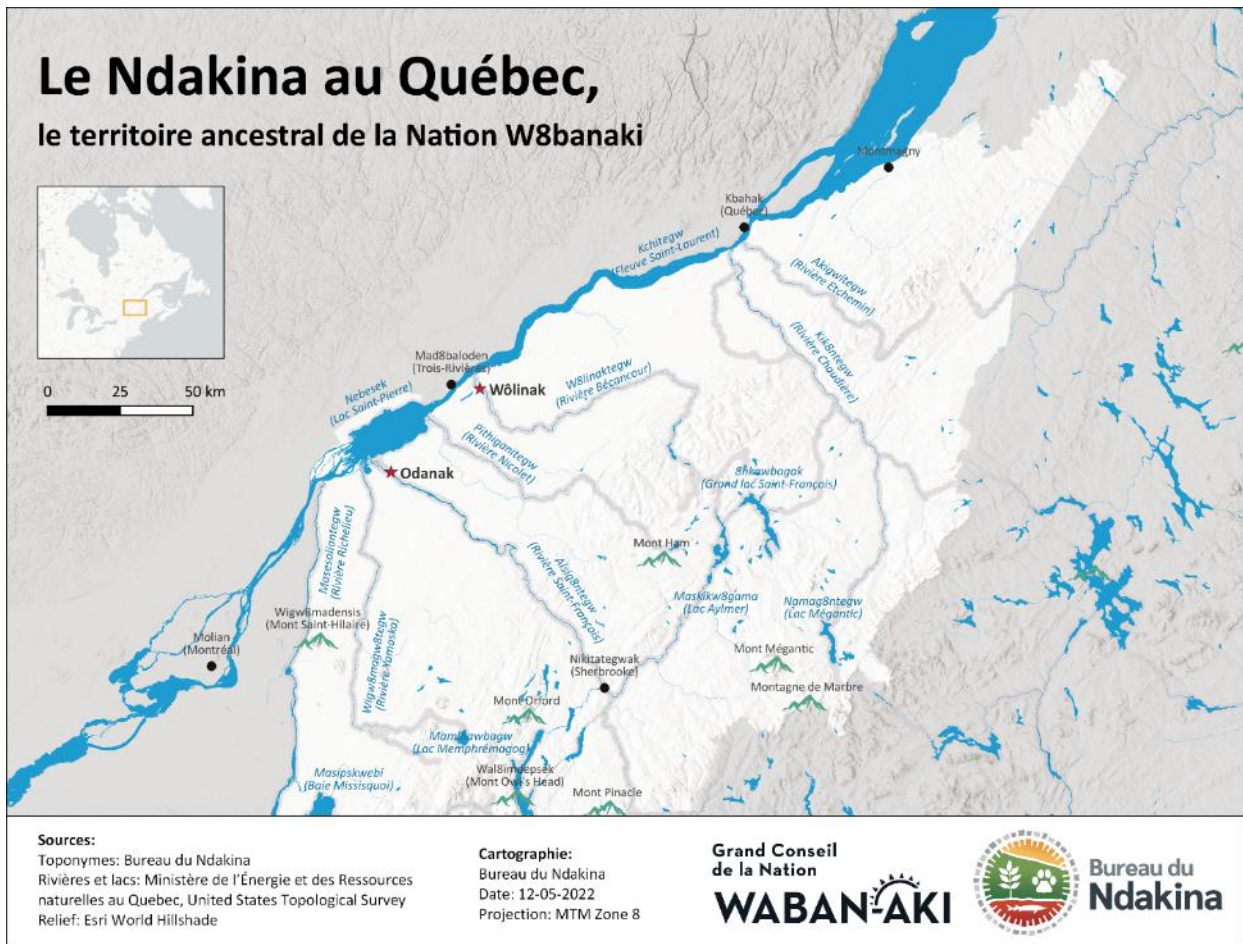 Le Ndakina au Québec,
le territoire ancestral de la Nation W8banaki
0 25 50 km
Montmagny
Kbahak
(Québec)
Kchitegw
(Fleuve Saint-Laurent)
Akigwitegw
(Rivière Etchemin)
Kik8ntegw
(Rivière Chaudière)
Mad8baloden
(Trois-Rivières)
Wôlinak
W8linaktegw
(Rivière Bécancour)
Nebesek
(Lac Saint-Pierre)
Pithiganitegw
(Rivière Nicolet)
Odanak
8hkawbagak
(Grand lac Saint-François)
Mont Ham
Masesoliantegw
(Rivière Richelieu)
Alsig8ntegw
(Rivière Saint-François)
Maskikw8gama
(Lac Aylmer)
Namag8ntegw
(Lac Mégantic)
Wigw8madensis
(Mont Saint-Hilaire)
Wigw8magw8tegw
(Rivière Yamaska)
Molian
(Montréal)
Nikitategwak
(Sherbrooke)
Mont Mégantic
Montagne de Marbre
Mont Orford
(Lac Memphrémagog)
Wal8imdepsek
(Mont Owl's Head)
Masipskwebi
(Baie Missisquoi)
Mont Pinacle
Sources:
Toponymes: Bureau du Ndakina
Rivières et lacs: Ministère de l'Énergie et des Ressources
naturelles au Quebec, United States Topological Survey
Relief: Esri World Hillshade
Cartographie:
Bureau du Ndakina
Date: 12-05-2022
Projection: MTM Zone 8
Grand Conseil
de la Nation
WABAN-AKI
Bureau du
Ndakina